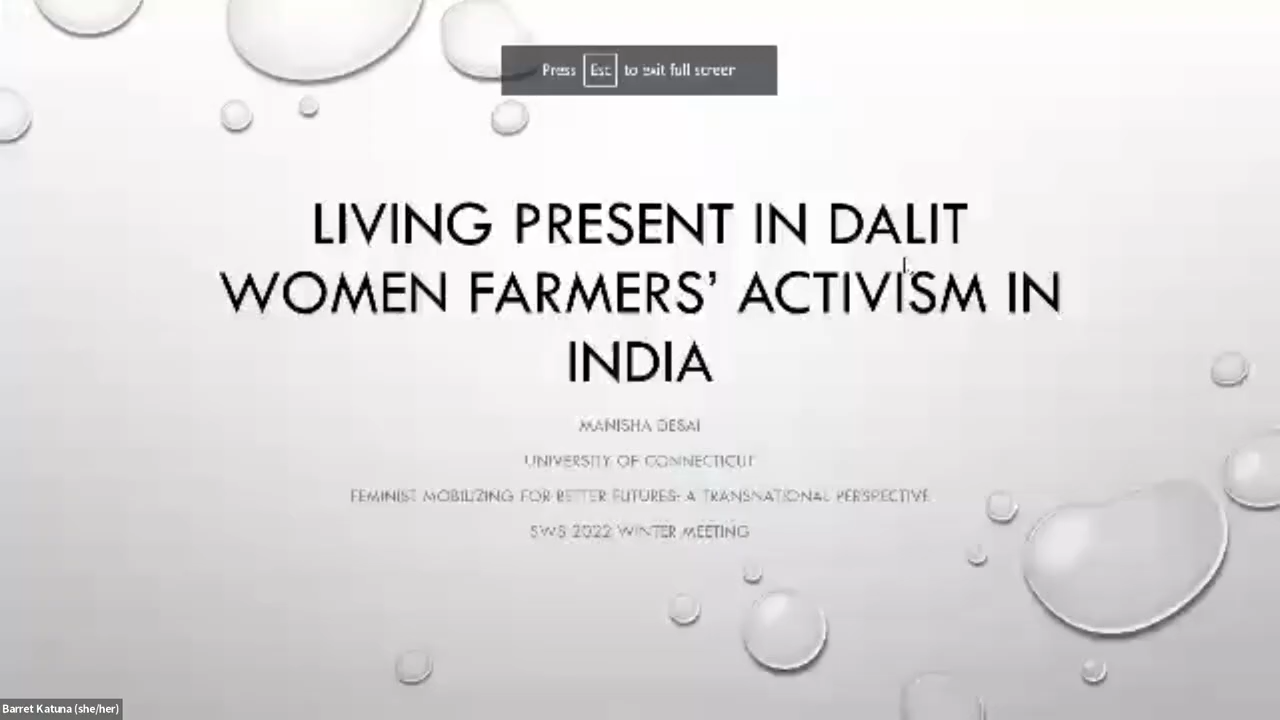 Press Esc to exit full screen
LIVING PRESENT IN DALIT
WOMEN FARMERS’ ACTIVISM IN
INDIA
MANISHA DESAI
UNIVERSITY OF CONNECTICUT
FEMINIST MOBILIZING FOR BETTER FUTURES- A TRANSNATIONAL PERSPECTIVE
SWS 2022 WINTER MEETING
Barret Katuna (she/her)